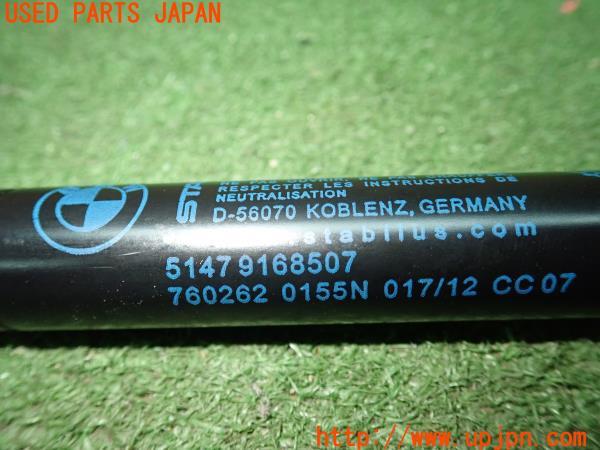 USED PARTS JAPAN
RESPECTER LES INSTRUCTIONS DE
NEUTRALISATION
D-56070 KOBLENZ, GERMANY
stabilus.com
51479168507
760262 0155N 017/12 CC07
http://www.upjpn.com